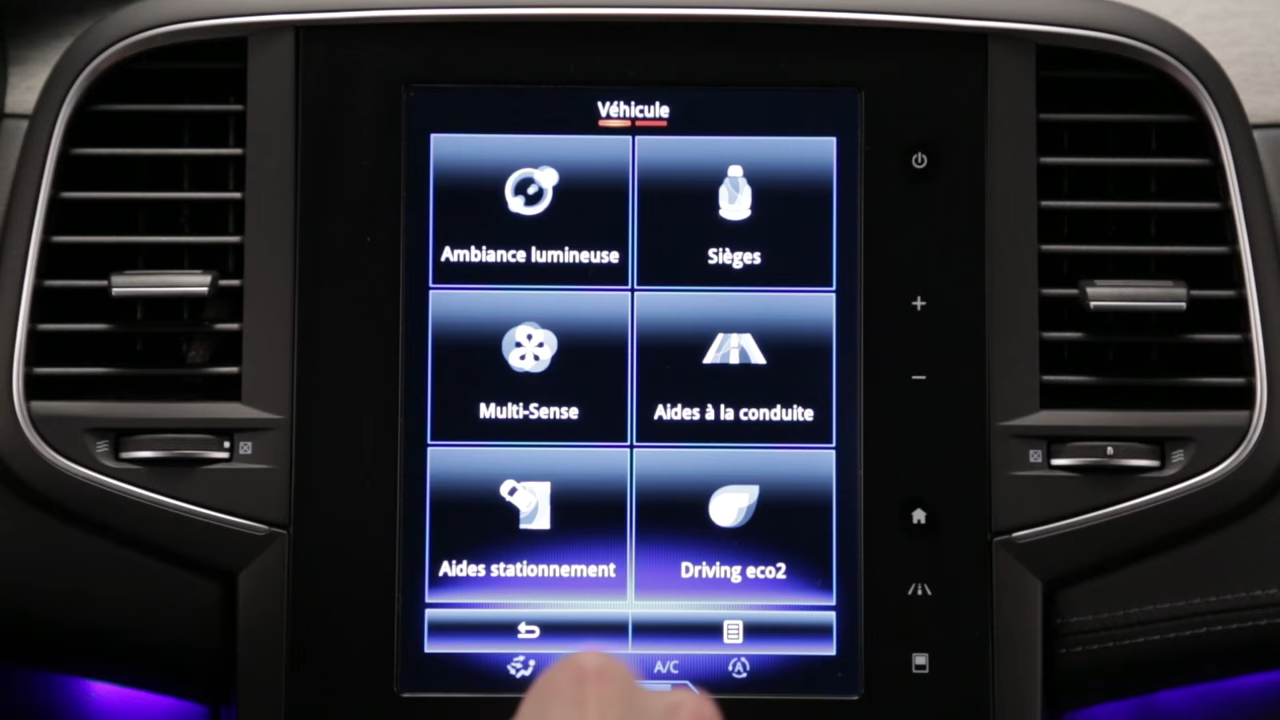 Véhicule
Ambiance lumineuse
Sièges
Multi-Sense
Aides à la conduite
Aides stationnement
Driving eco2
A/C